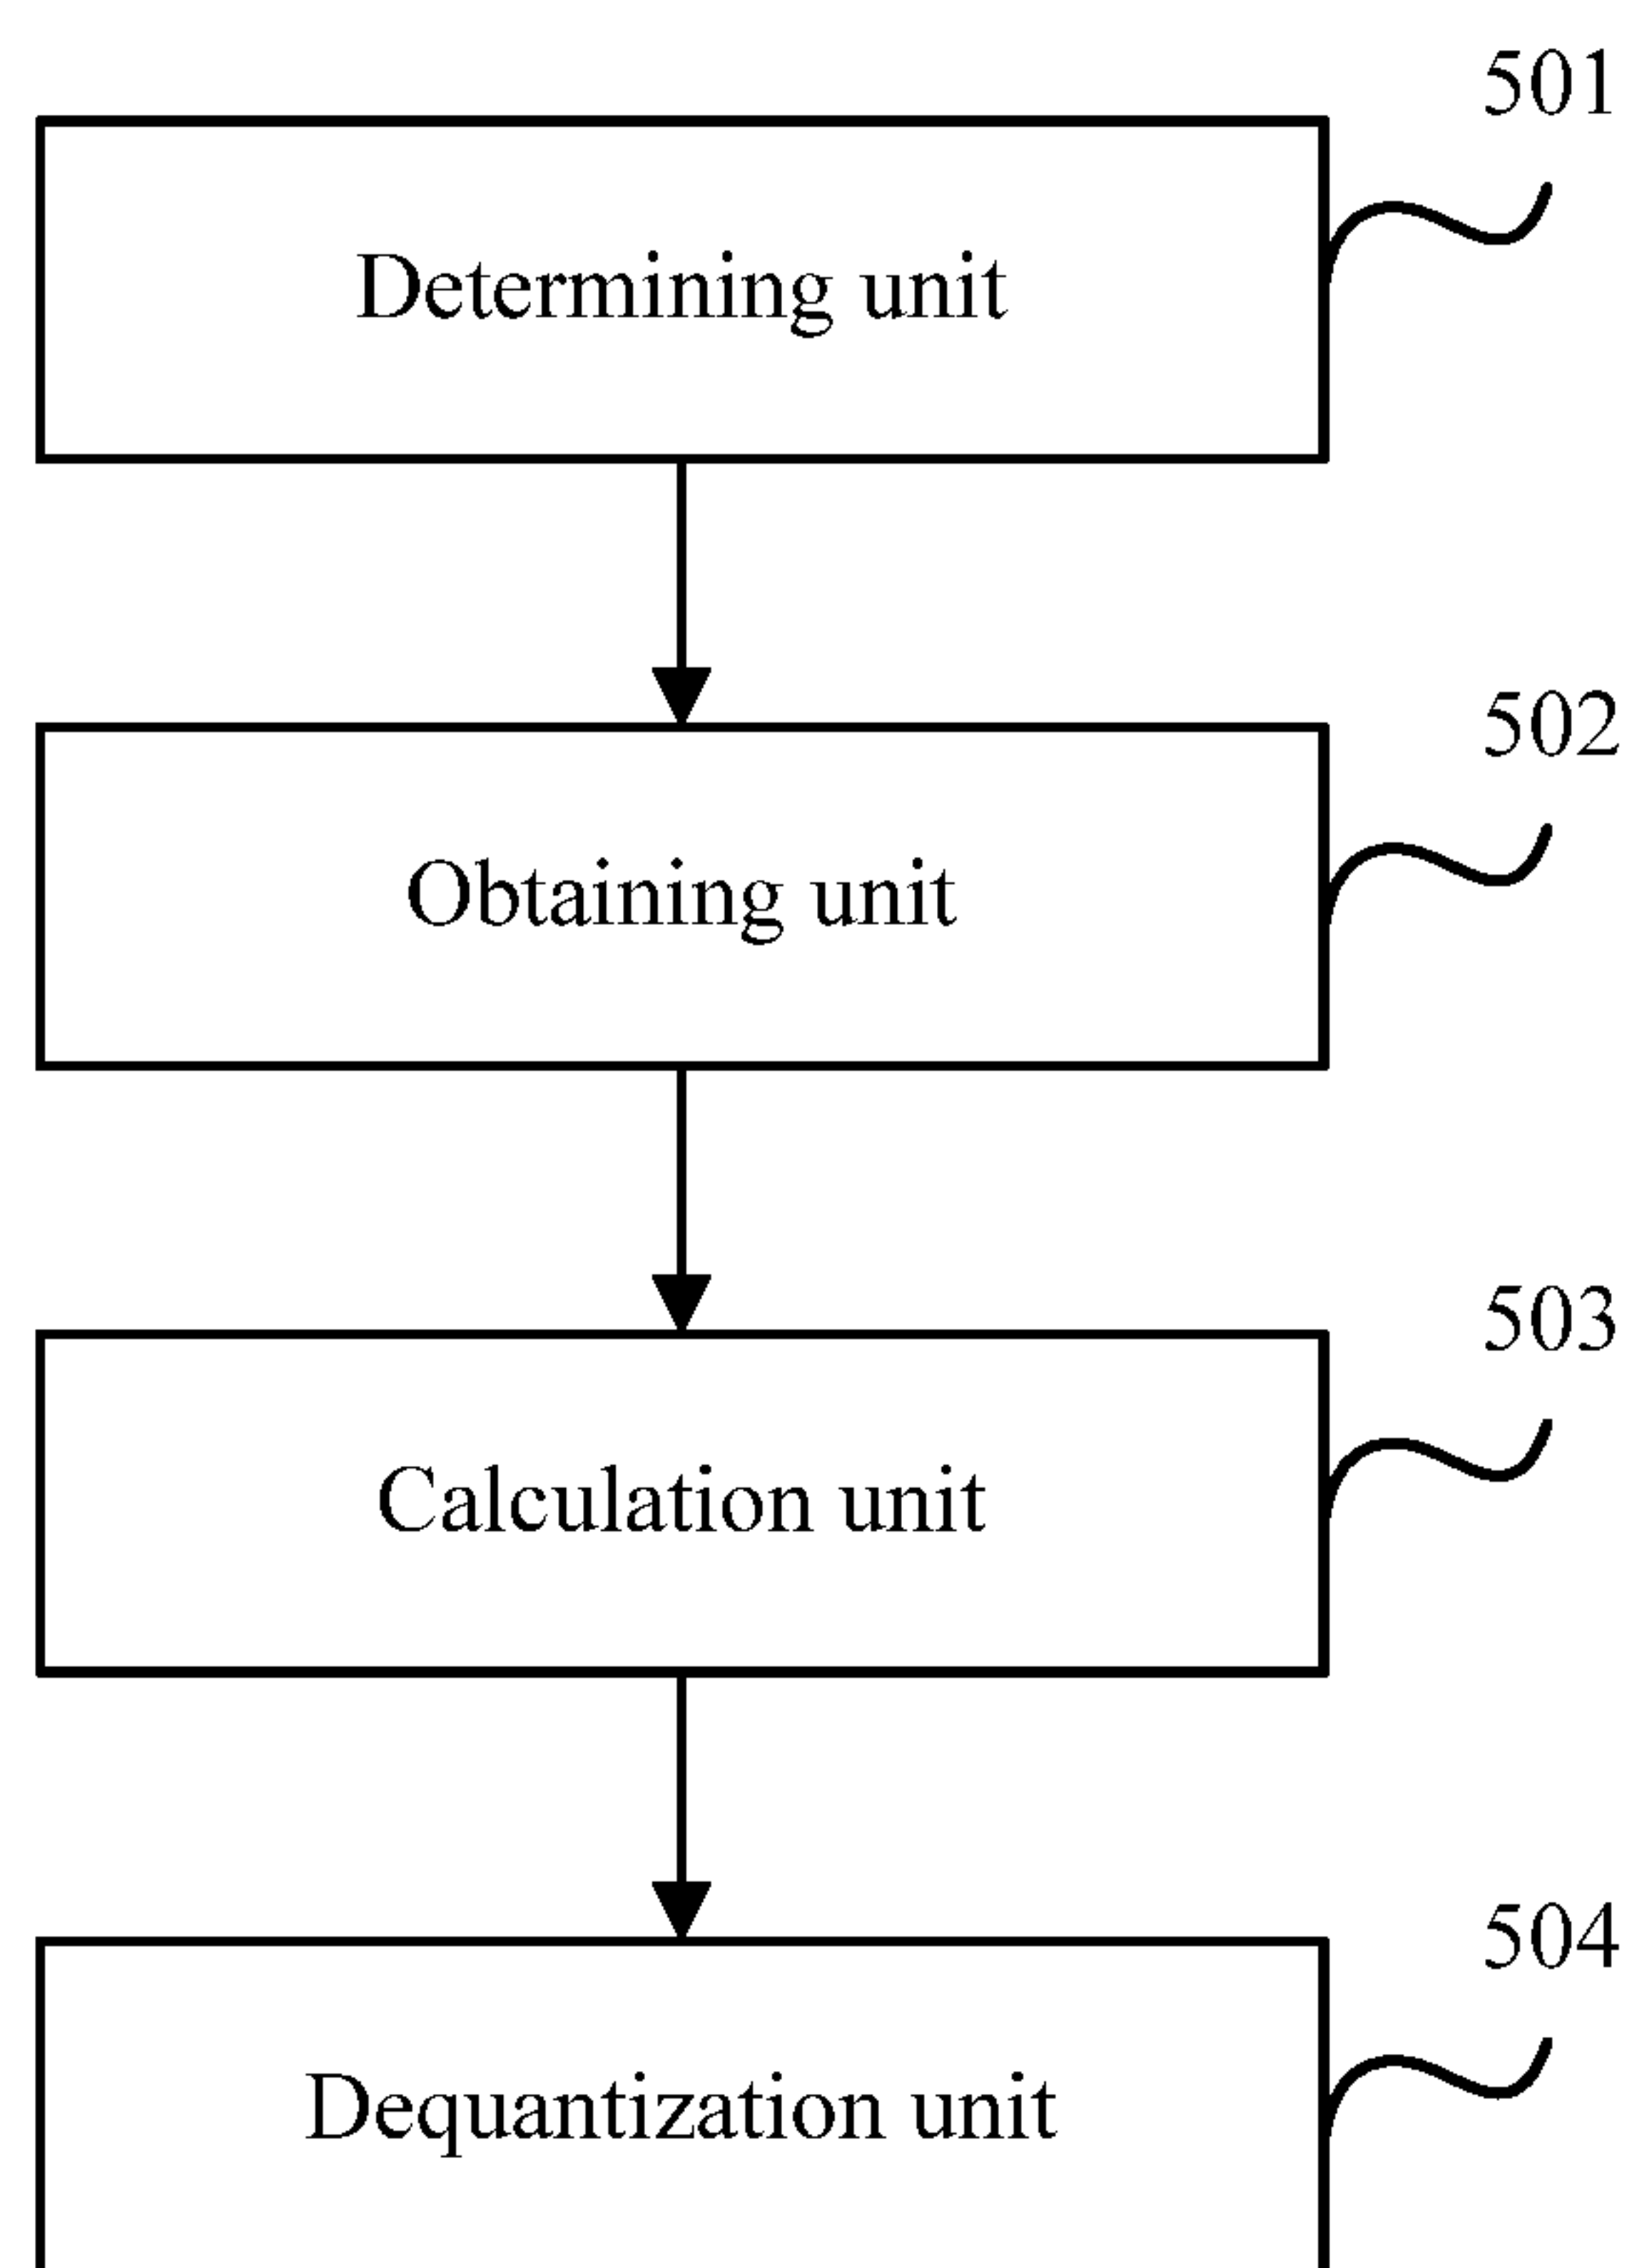 501
Determining unit
502
Obtaining unit
503
Calculation unit
504
Dequantization unit